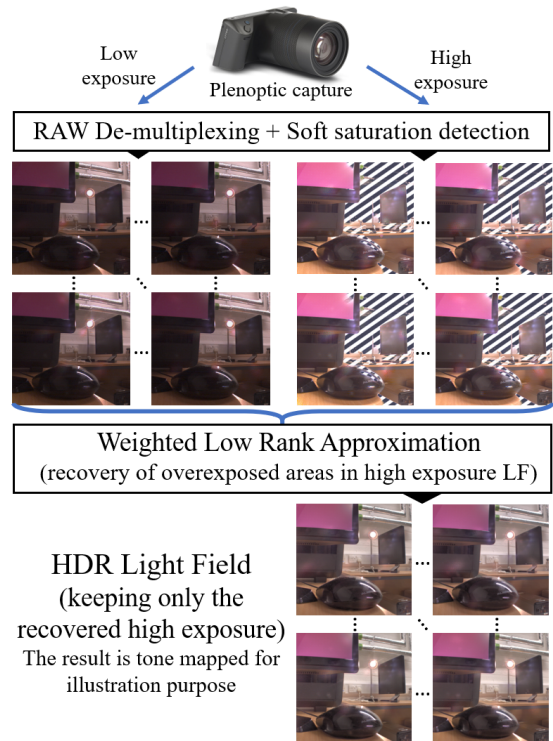 Low
exposure
High
exposure
Plenoptic capture
RAW De-multiplexing + Soft saturation detection
Weighted Low Rank Approximation
(recovery of overexposed areas in high exposure LF)
HDR Light Field
(keeping only the
recovered high exposure)
The result is tone mapped for
illustration purpose